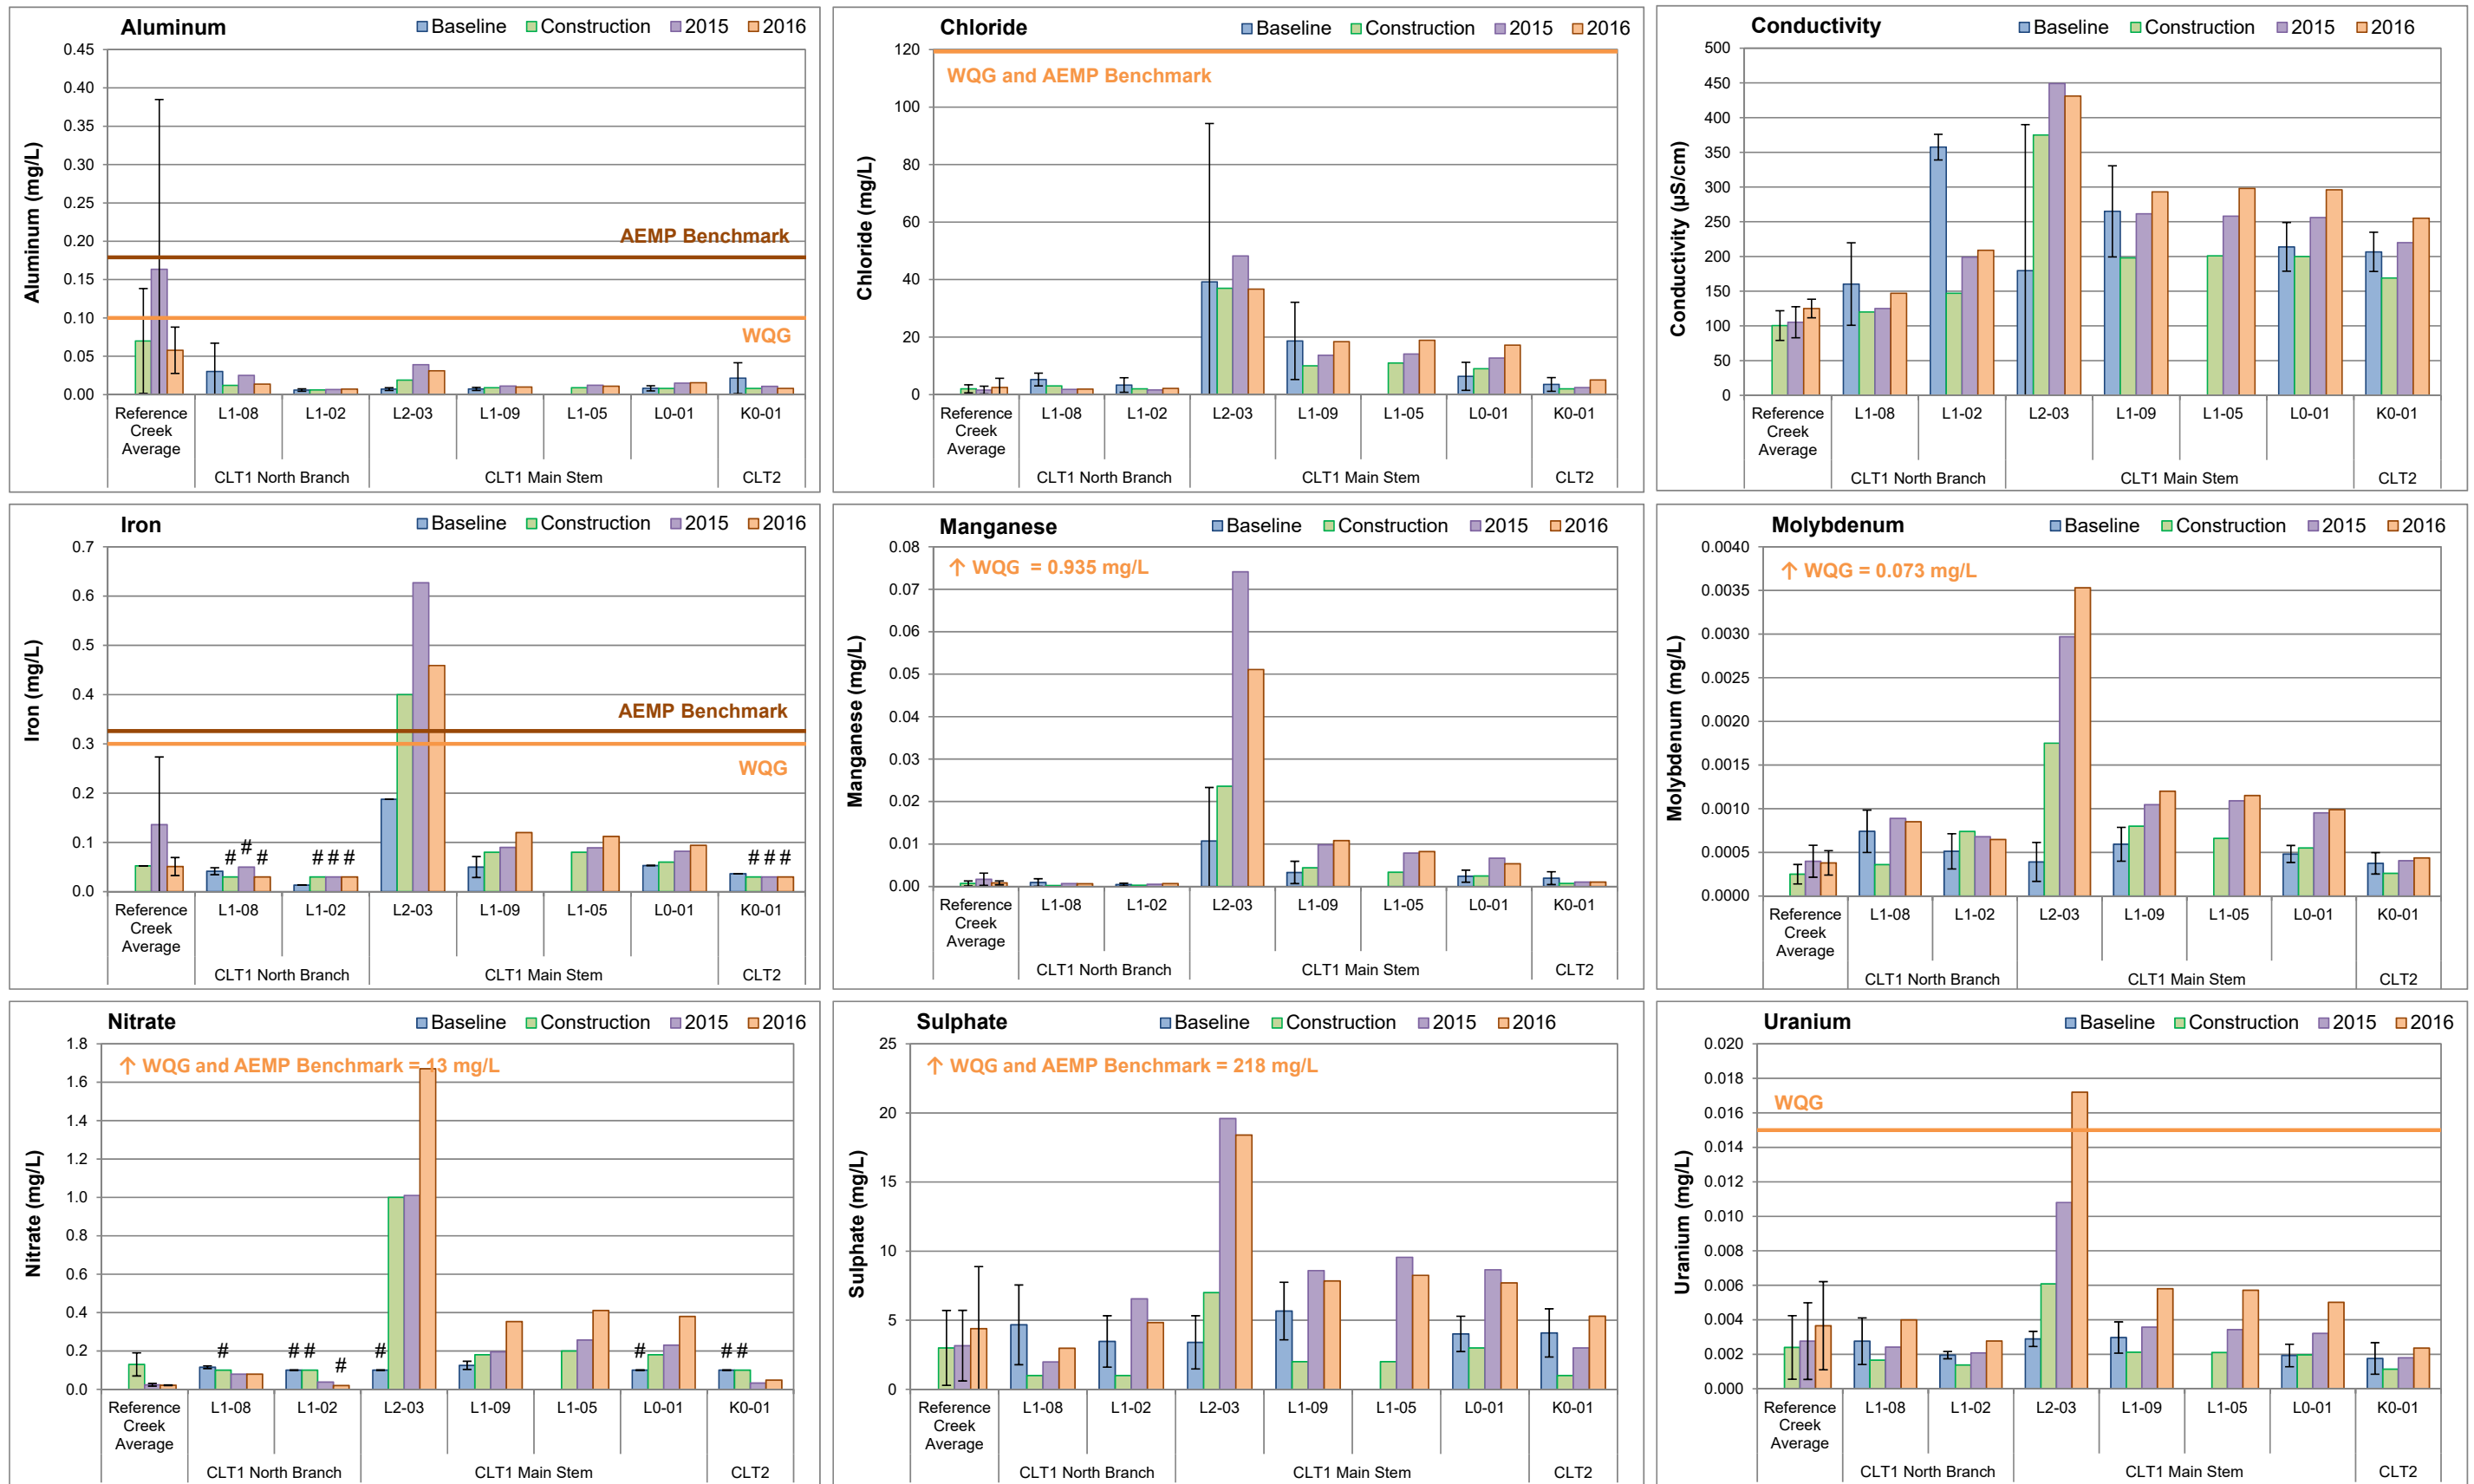 Aluminum
Baseline Construction 2015 2016
0.45
0.40
0.35
0.30
0.25
0.20
0.15
0.10
0.05
0.00
Aluminum (mg/L)
AEMP Benchmark
WQG
Reference Creek Average L1-08 L1-02 L2-03 L1-09 L1-05 L0-01 K0-01
CLT1 North Branch CLT1 Main Stem CLT2
Chloride
Baseline Construction 2015 2016
120
100
80
60
40
20
0
Chloride (mg/L)
WQG and AEMP Benchmark
Reference Creek Average L1-08 L1-02 L2-03 L1-09 L1-05 L0-01 K0-01
CLT1 North Branch CLT1 Main Stem CLT2
Conductivity
Baseline Construction 2015 2016
500
450
400
350
300
250
200
150
100
50
0
Conductivity (µS/cm)
Reference Creek Average L1-08 L1-02 L2-03 L1-09 L1-05 L0-01 K0-01
CLT1 North Branch CLT1 Main Stem CLT2
Iron
Baseline Construction 2015 2016
0.7
0.6
0.5
0.4
0.3
0.2
0.1
0.0
Iron (mg/L)
AEMP Benchmark
WQG
# # # # # # # # #
Reference Creek Average L1-08 L1-02 L2-03 L1-09 L1-05 L0-01 K0-01
CLT1 North Branch CLT1 Main Stem CLT2
Manganese
Baseline Construction 2015 2016
0.08
0.07
0.06
0.05
0.04
0.03
0.02
0.01
0.00
Manganese (mg/L)
↑ WQG = 0.935 mg/L
Reference Creek Average L1-08 L1-02 L2-03 L1-09 L1-05 L0-01 K0-01
CLT1 North Branch CLT1 Main Stem CLT2
Molybdenum
Baseline Construction 2015 2016
0.0040
0.0035
0.0030
0.0025
0.0020
0.0015
0.0010
0.0005
0.0000
Molybdenum (mg/L)
↑ WQG = 0.073 mg/L
Reference Creek Average L1-08 L1-02 L2-03 L1-09 L1-05 L0-01 K0-01
CLT1 North Branch CLT1 Main Stem CLT2
Nitrate
Baseline Construction 2015 2016
1.8
1.6
1.4
1.2
1.0
0.8
0.6
0.4
0.2
0.0
Nitrate (mg/L)
↑ WQG and AEMP Benchmark = 13 mg/L
# # # # # # # #
Reference Creek Average L1-08 L1-02 L2-03 L1-09 L1-05 L0-01 K0-01
CLT1 North Branch CLT1 Main Stem CLT2
Sulphate
Baseline Construction 2015 2016
25
20
15
10
5
0
Sulphate (mg/L)
↑ WQG and AEMP Benchmark = 218 mg/L
Reference Creek Average L1-08 L1-02 L2-03 L1-09 L1-05 L0-01 K0-01
CLT1 North Branch CLT1 Main Stem CLT2
Uranium
Baseline Construction 2015 2016
0.020
0.018
0.016
0.014
0.012
0.010
0.008
0.006
0.004
0.002
0.000
Uranium (mg/L)
WQG
Reference Creek Average L1-08 L1-02 L2-03 L1-09 L1-05 L0-01 K0-01
CLT1 North Branch CLT1 Main Stem CLT2